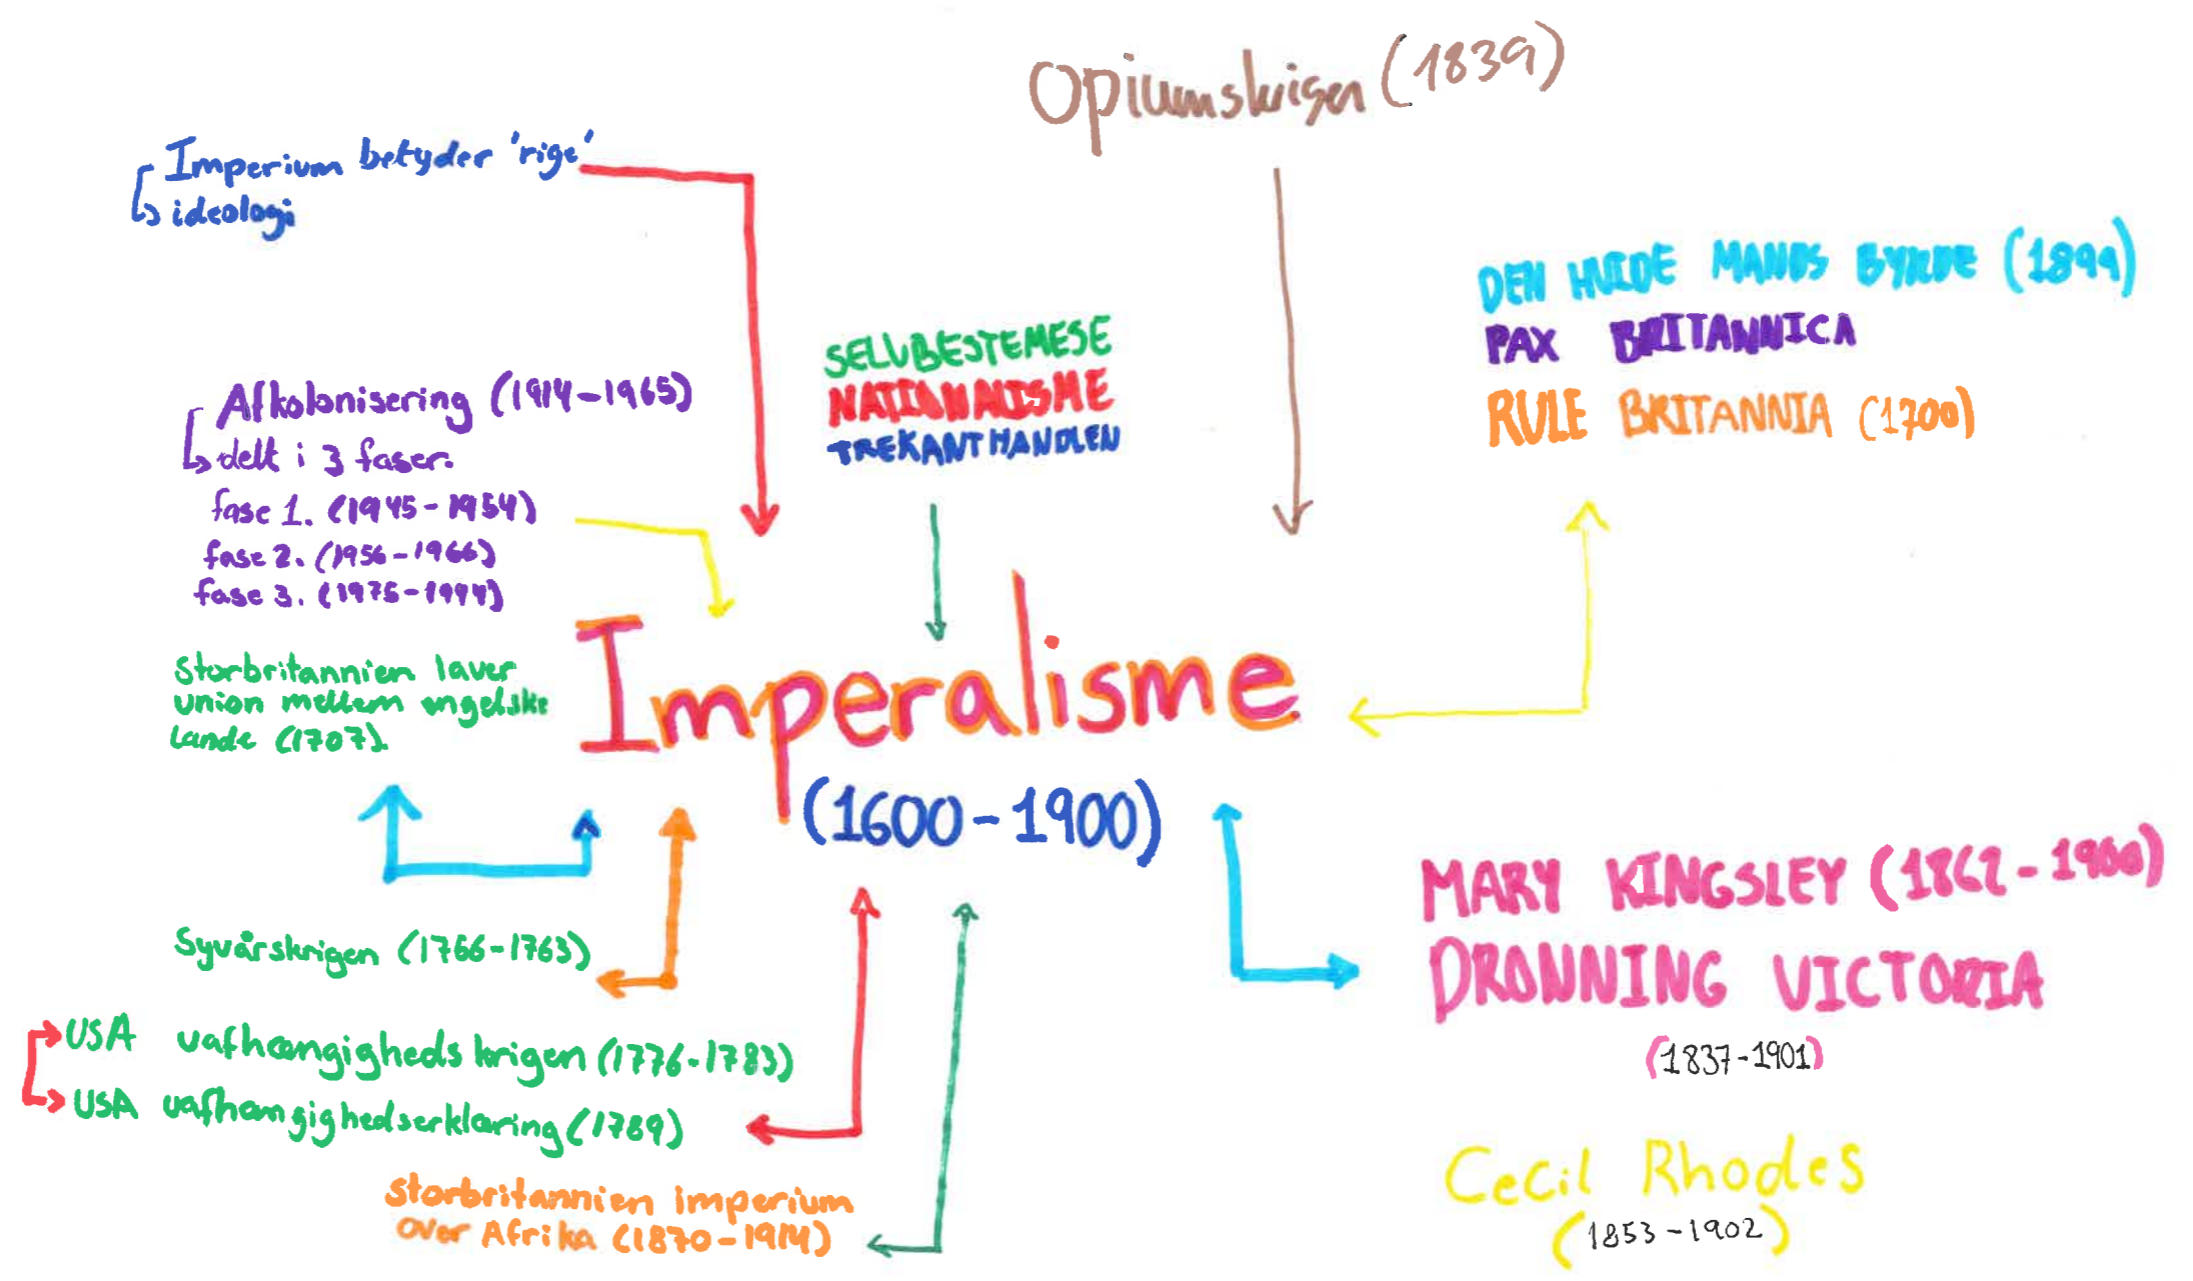 Opiumskrigen (1839)
Imperium betyder 'rige'
ideologi
DEN HVIDE MANDS BYRDE (1899)
PAX BRITANNICA
RULE BRITANNIA (1700)
SELVBESTEMESE
NATIONALISME
TREKANTHANDLEN
Afkolonisering (1914-1965)
delt i 3 faser.
fase 1. (1945-1954)
fase 2. (1956-1966)
fase 3. (1975-1994)
Storbritannien laver
union mellem engelske
lande (1707).
Imperalisme
(1600-1900)
MARY KINGSLEY (1862-1900)
DRONNING VICTORIA
(1837-1901)
Syvårskrigen (1756-1763)
USA uafhængigheds krigen (1776-1783)
USA uafhængighedserklæring (1789)
Storbritannien imperium
over Afrika (1870-1914)
Cecil Rhodes
(1853-1902)